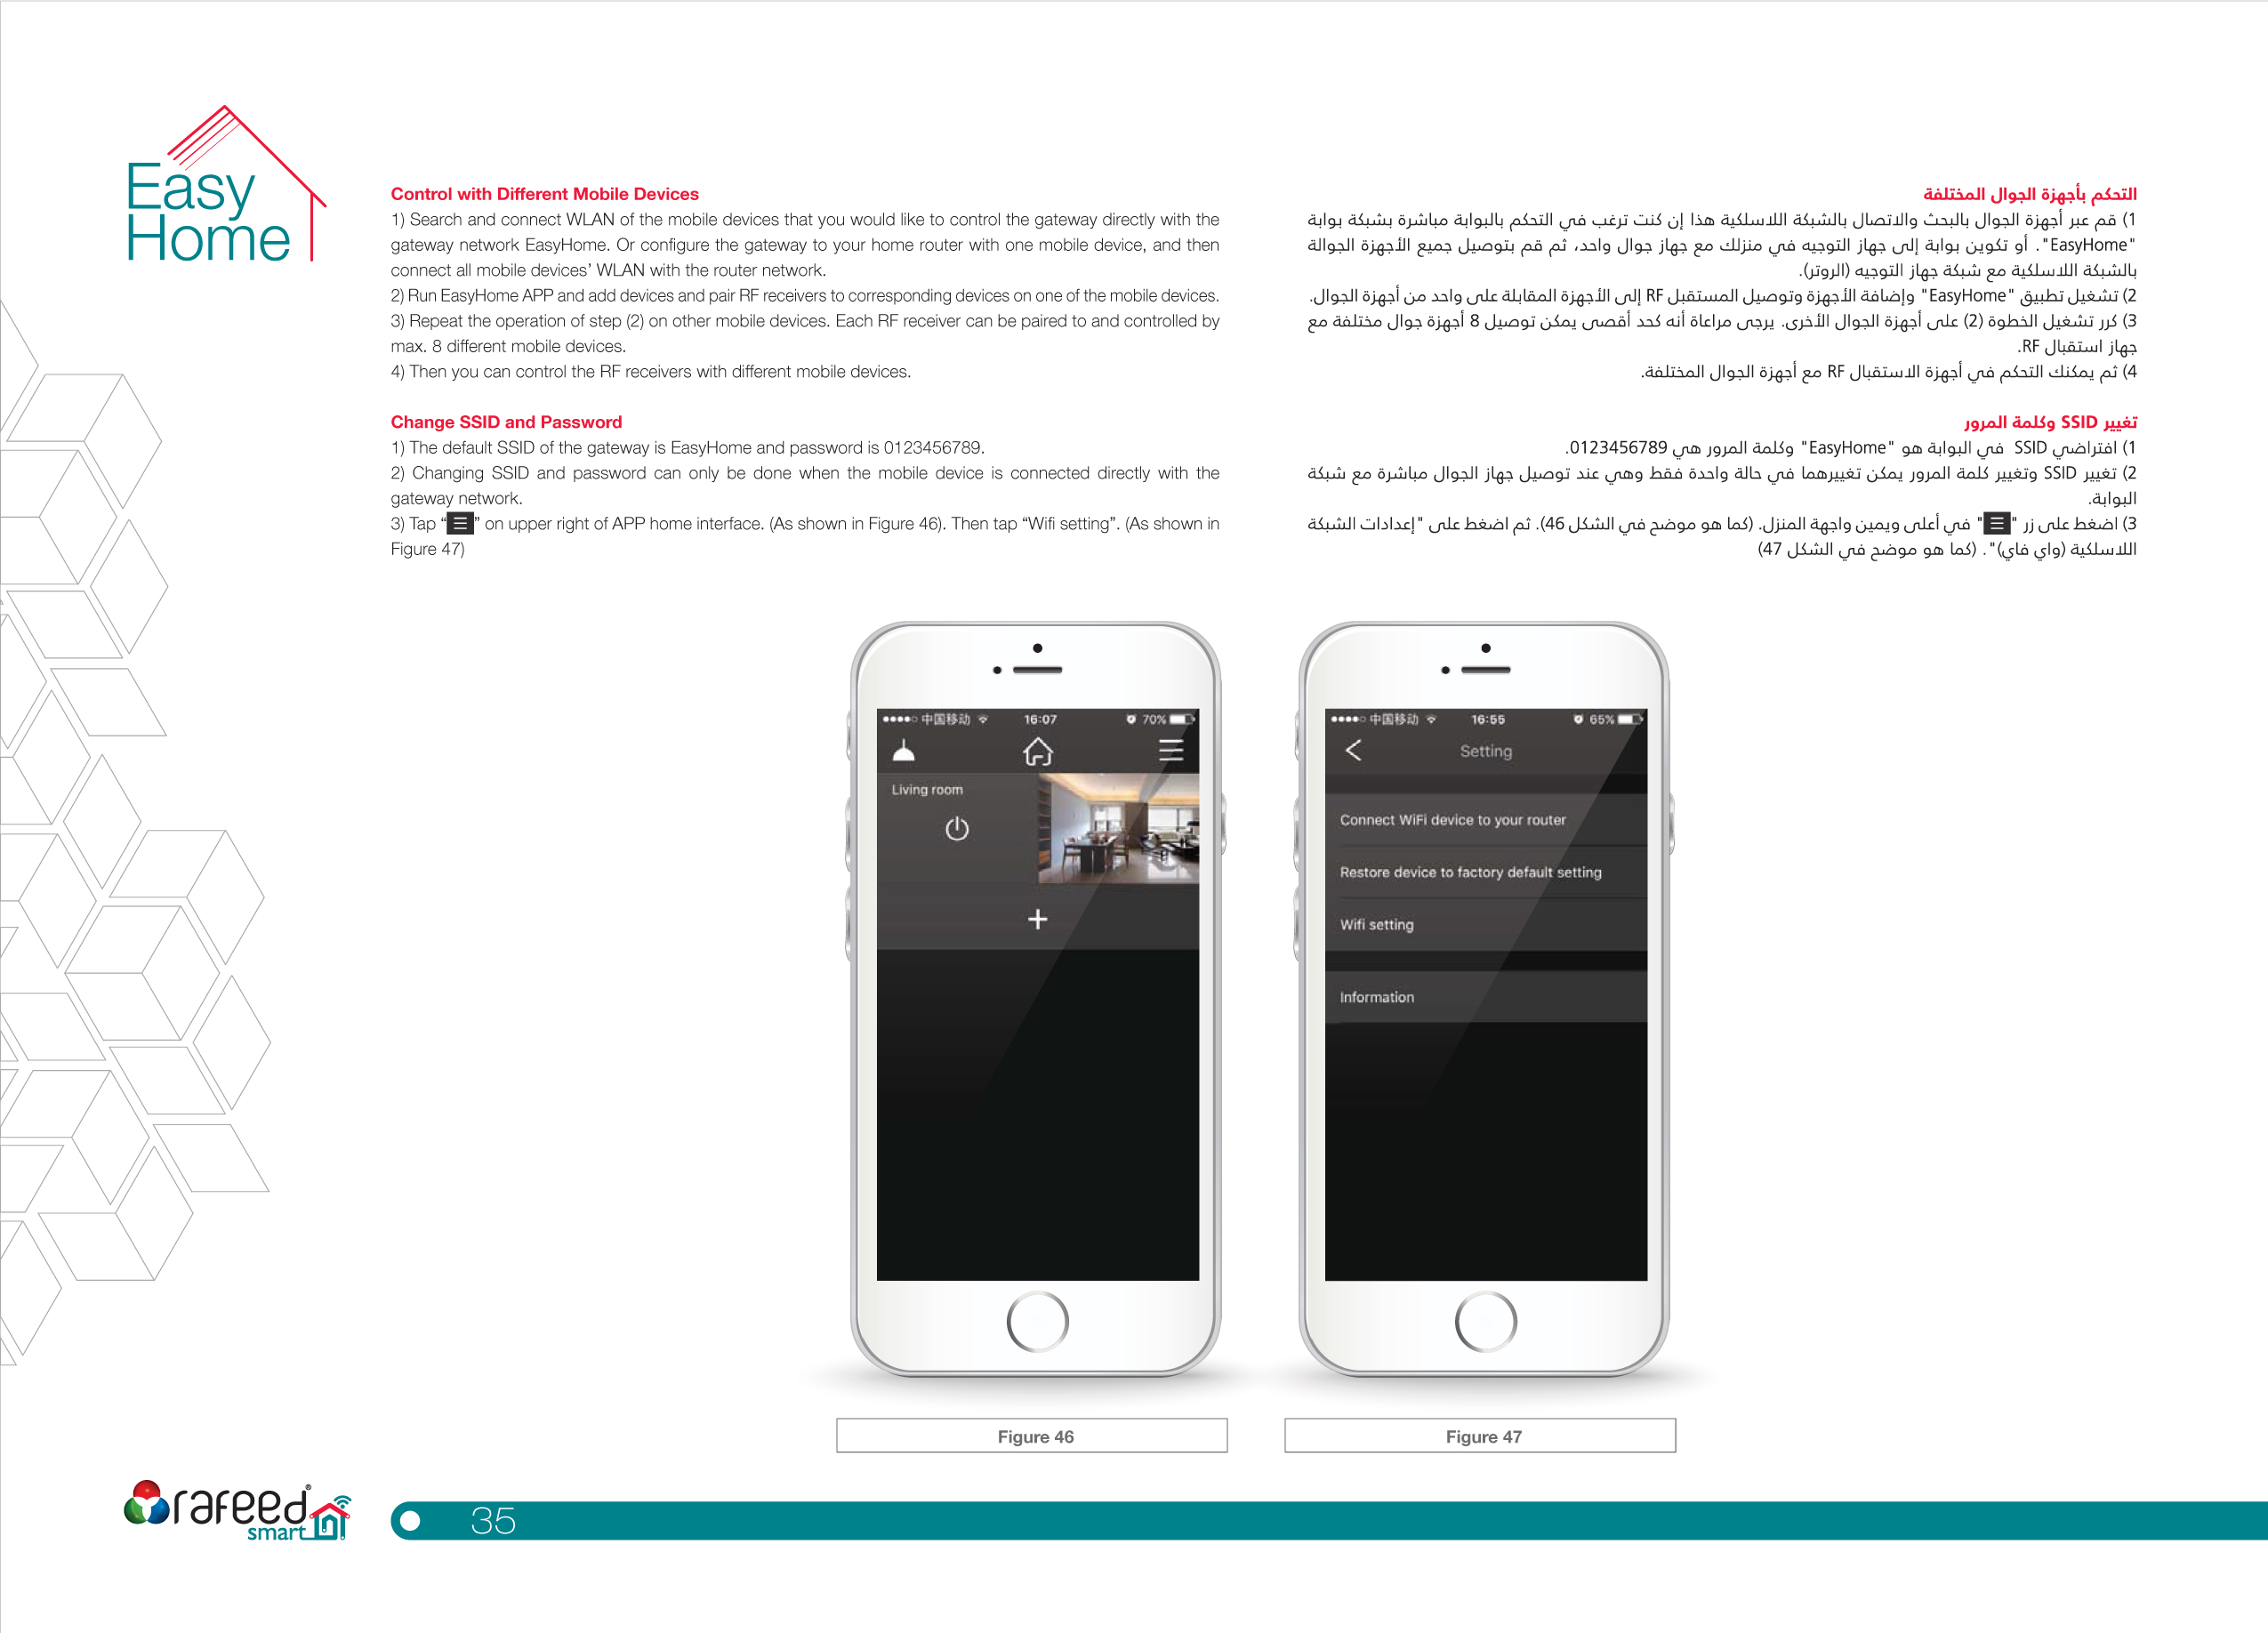 Easy
Home
Control with Different Mobile Devices
1) Search and connect WLAN of the mobile devices that you would like to control the gateway directly with the
gateway network EasyHome. Or configure the gateway to your home router with one mobile device, and then
connect all mobile devices’ WLAN with the router network.
2) Run EasyHome APP and add devices and pair RF receivers to corresponding devices on one of the mobile devices.
3) Repeat the operation of step (2) on other mobile devices. Each RF receiver can be paired to and controlled by
max. 8 different mobile devices.
4) Then you can control the RF receivers with different mobile devices.
Change SSID and Password
1) The default SSID of the gateway is EasyHome and password is 0123456789.
2) Changing SSID and password can only be done when the mobile device is connected directly with the
gateway network.
3) Tap “☰” on upper right of APP home interface. (As shown in Figure 46). Then tap “Wifi setting”. (As shown in
Figure 47)
التحكم بأجهزة الجوال المختلفة
1) قم عبر أجهزة الجوال بالبحث والاتصال بالشبكة اللاسلكية هذا إن كنت ترغب في التحكم بالبوابة مباشرة بشبكة بوابة
"EasyHome". أو تكوين بوابة إلى جهاز التوجيه في منزلك مع جهاز جوال واحد، ثم قم بتوصيل جميع الأجهزة الجوالة
بالشبكة اللاسلكية مع شبكة جهاز التوجيه (الروتر).
2) تشغيل تطبيق "EasyHome" وإضافة الأجهزة وتوصيل المستقبل RF إلى الأجهزة المقابلة على واحد من أجهزة الجوال.
3) كرر تشغيل الخطوة (2) على أجهزة الجوال الأخرى. يرجى مراعاة أنه كحد أقصى يمكن توصيل 8 أجهزة جوال مختلفة مع
جهاز استقبال RF.
4) ثم يمكنك التحكم في أجهزة الاستقبال RF مع أجهزة الجوال المختلفة.
تغيير SSID وكلمة المرور
1) افتراضي SSID في البوابة هو "EasyHome" وكلمة المرور هي 0123456789.
2) تغيير SSID وتغيير كلمة المرور يمكن تغييرهما في حالة واحدة فقط وهي عند توصيل جهاز الجوال مباشرة مع شبكة
البوابة.
3) اضغط على زر "☰" في أعلى ويمين واجهة المنزل. (كما هو موضح في الشكل 46). ثم اضغط على "إعدادات الشبكة
اللاسلكية (واي فاي)". (كما هو موضح في الشكل 47)
中国移动 16:07 70%
Living room
中国移动 16:55 65%
Setting
Connect WiFi device to your router
Restore device to factory default setting
Wifi setting
Information
Figure 46
Figure 47
rafeed®
smart
35